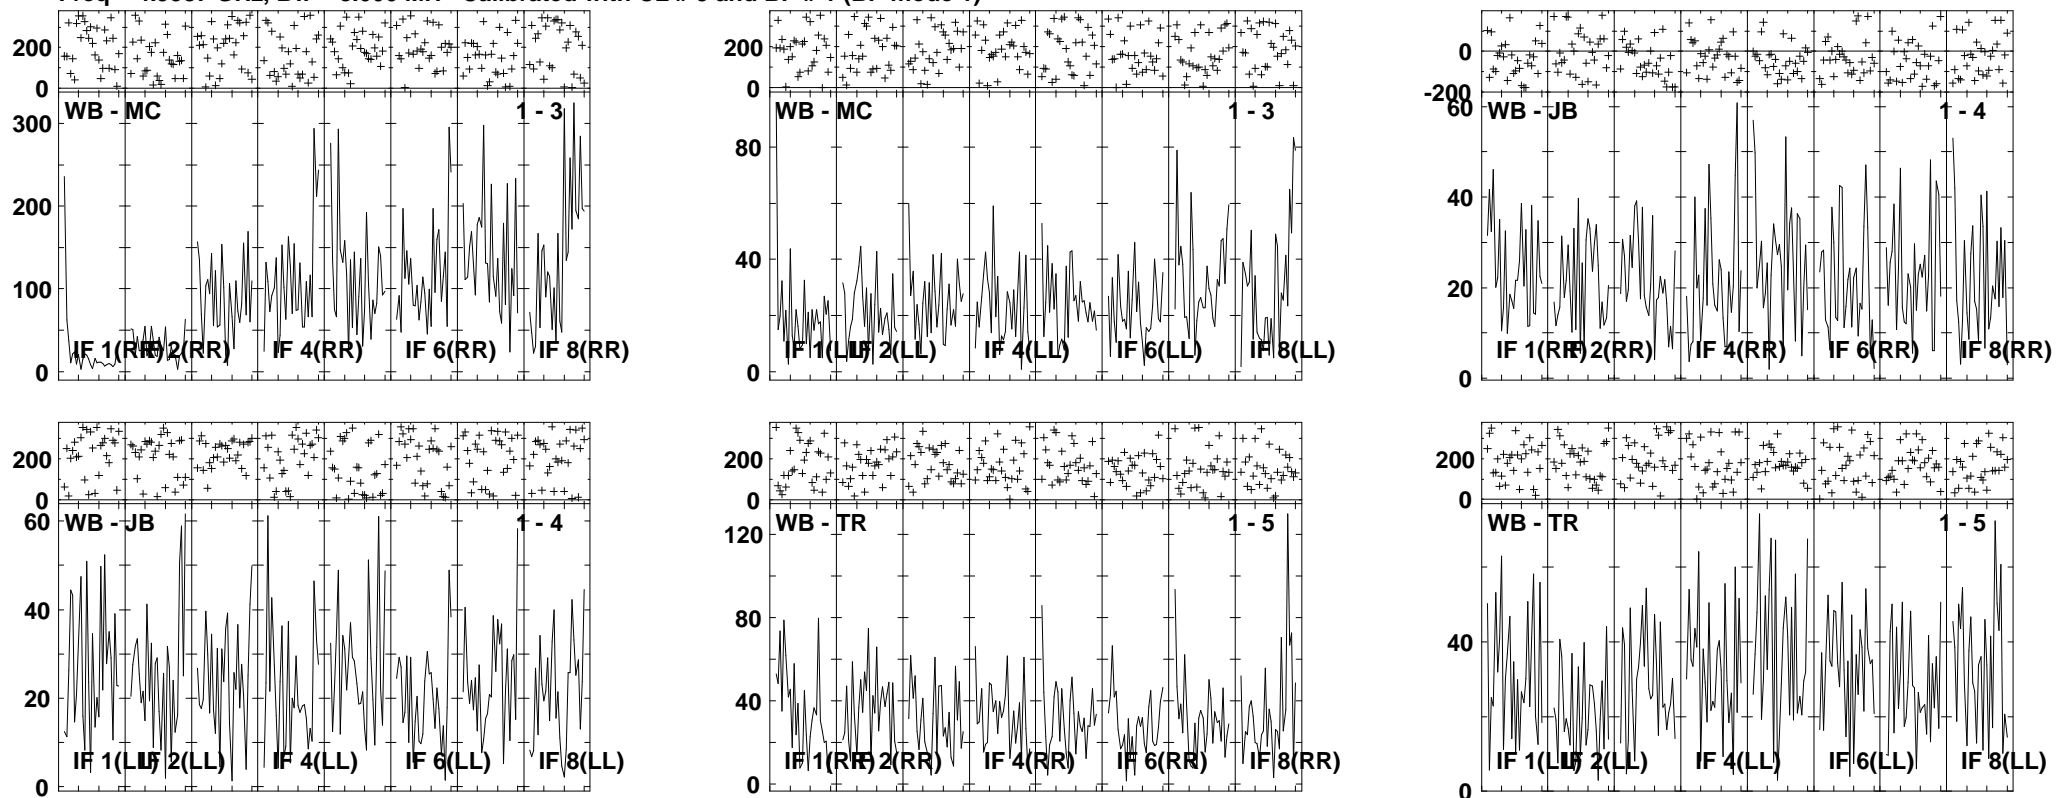 200
0
WB - MC 1 - 3
300
200
100
0
IF 1(RR) IF 2(RR) IF 4(RR) IF 6(RR) IF 8(RR)
200
0
WB - MC 1 - 3
80
40
0
IF 1(LL) IF 2(LL) IF 4(LL) IF 6(LL) IF 8(LL)
0
-200
60
WB - JB 1 - 4
40
20
0
IF 1(RR) IF 2(RR) IF 4(RR) IF 6(RR) IF 8(RR)
200
0
WB - JB 1 - 4
60
40
20
0
IF 1(LL) IF 2(LL) IF 4(LL) IF 6(LL) IF 8(LL)
200
0
WB - TR 1 - 5
120
80
40
0
IF 1(RR) IF 2(RR) IF 4(RR) IF 6(RR) IF 8(RR)
200
0
WB - TR 1 - 5
40
0
IF 1(LL) IF 2(LL) IF 4(LL) IF 6(LL) IF 8(LL)